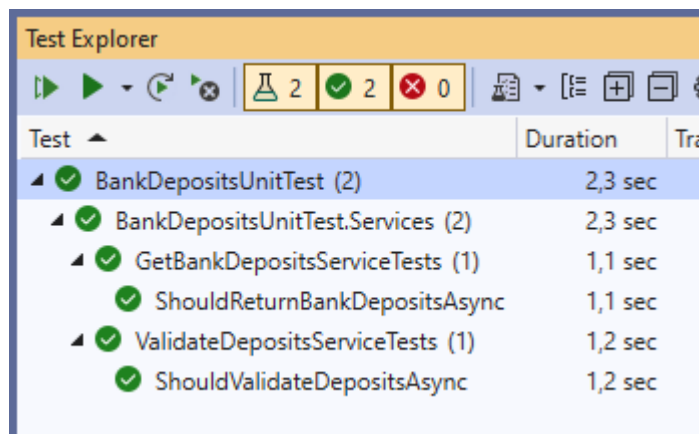 Test Explorer
2 2 0
Test Duration
BankDepositsUnitTest (2) 2,3 sec
BankDepositsUnitTest.Services (2) 2,3 sec
GetBankDepositsServiceTests (1) 1,1 sec
ShouldReturnBankDepositsAsync 1,1 sec
ValidateDepositsServiceTests (1) 1,2 sec
ShouldValidateDepositsAsync 1,2 sec